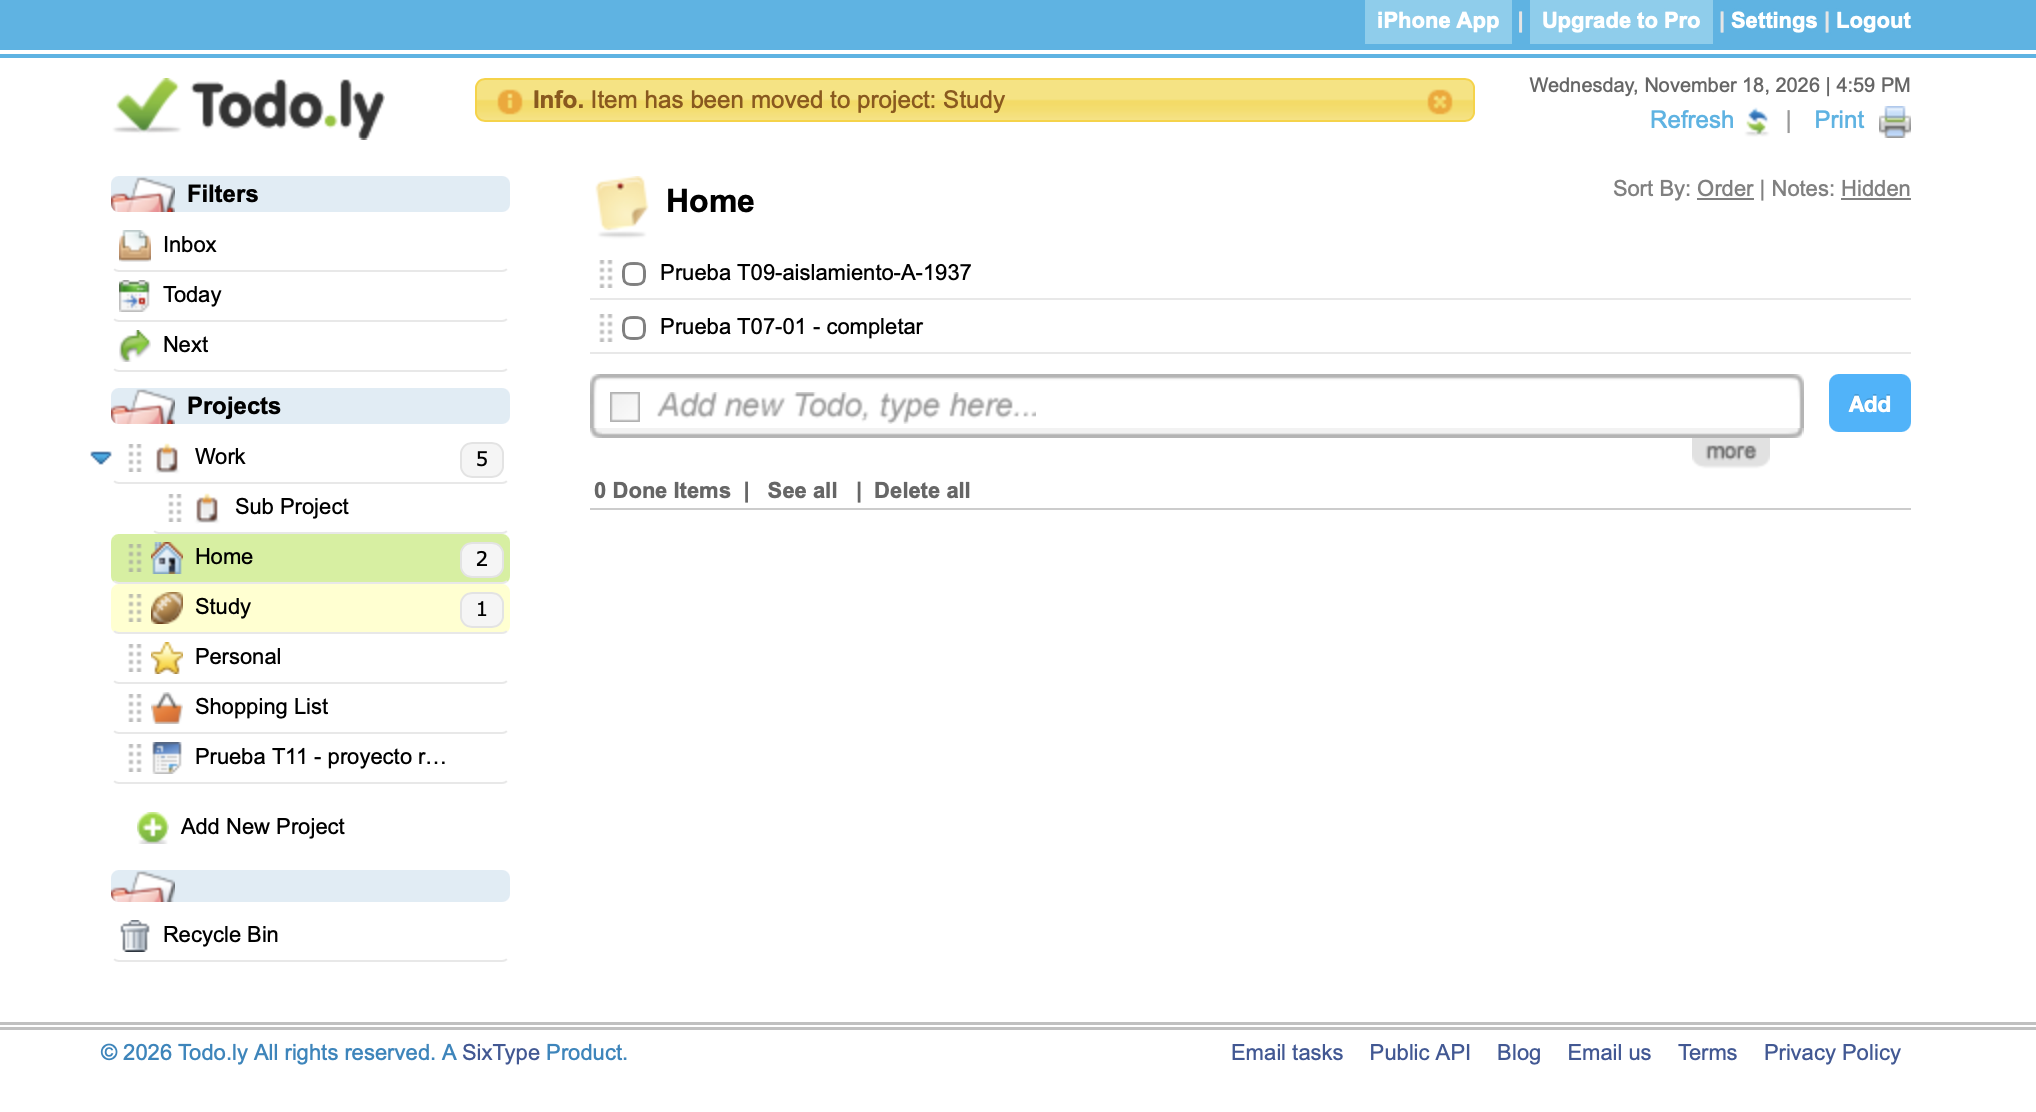 iPhone App | Upgrade to Pro | Settings | Logout
Todo.ly
Info. Item has been moved to project: Study
Wednesday, November 18, 2026 | 4:59 PM
Refresh | Print
Filters
Inbox
Today
Next
Projects
Work 5
Sub Project
Home 2
Study 1
Personal
Shopping List
Prueba T11 - proyecto r...
Add New Project
Recycle Bin
Home
Sort By: Order | Notes: Hidden
Prueba T09-aislamiento-A-1937
Prueba T07-01 - completar
Add new Todo, type here...
Add
more
0 Done Items | See all | Delete all
© 2026 Todo.ly All rights reserved. A SixType Product.
Email tasks Public API Blog Email us Terms Privacy Policy